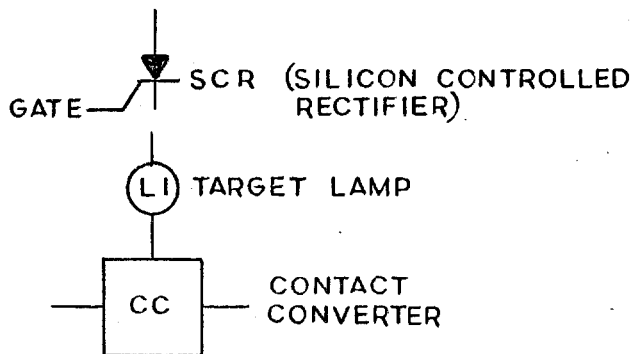 SCR (SILICON CONTROLLED
RECTIFIER)
GATE
L1 TARGET LAMP
CC
CONTACT
CONVERTER